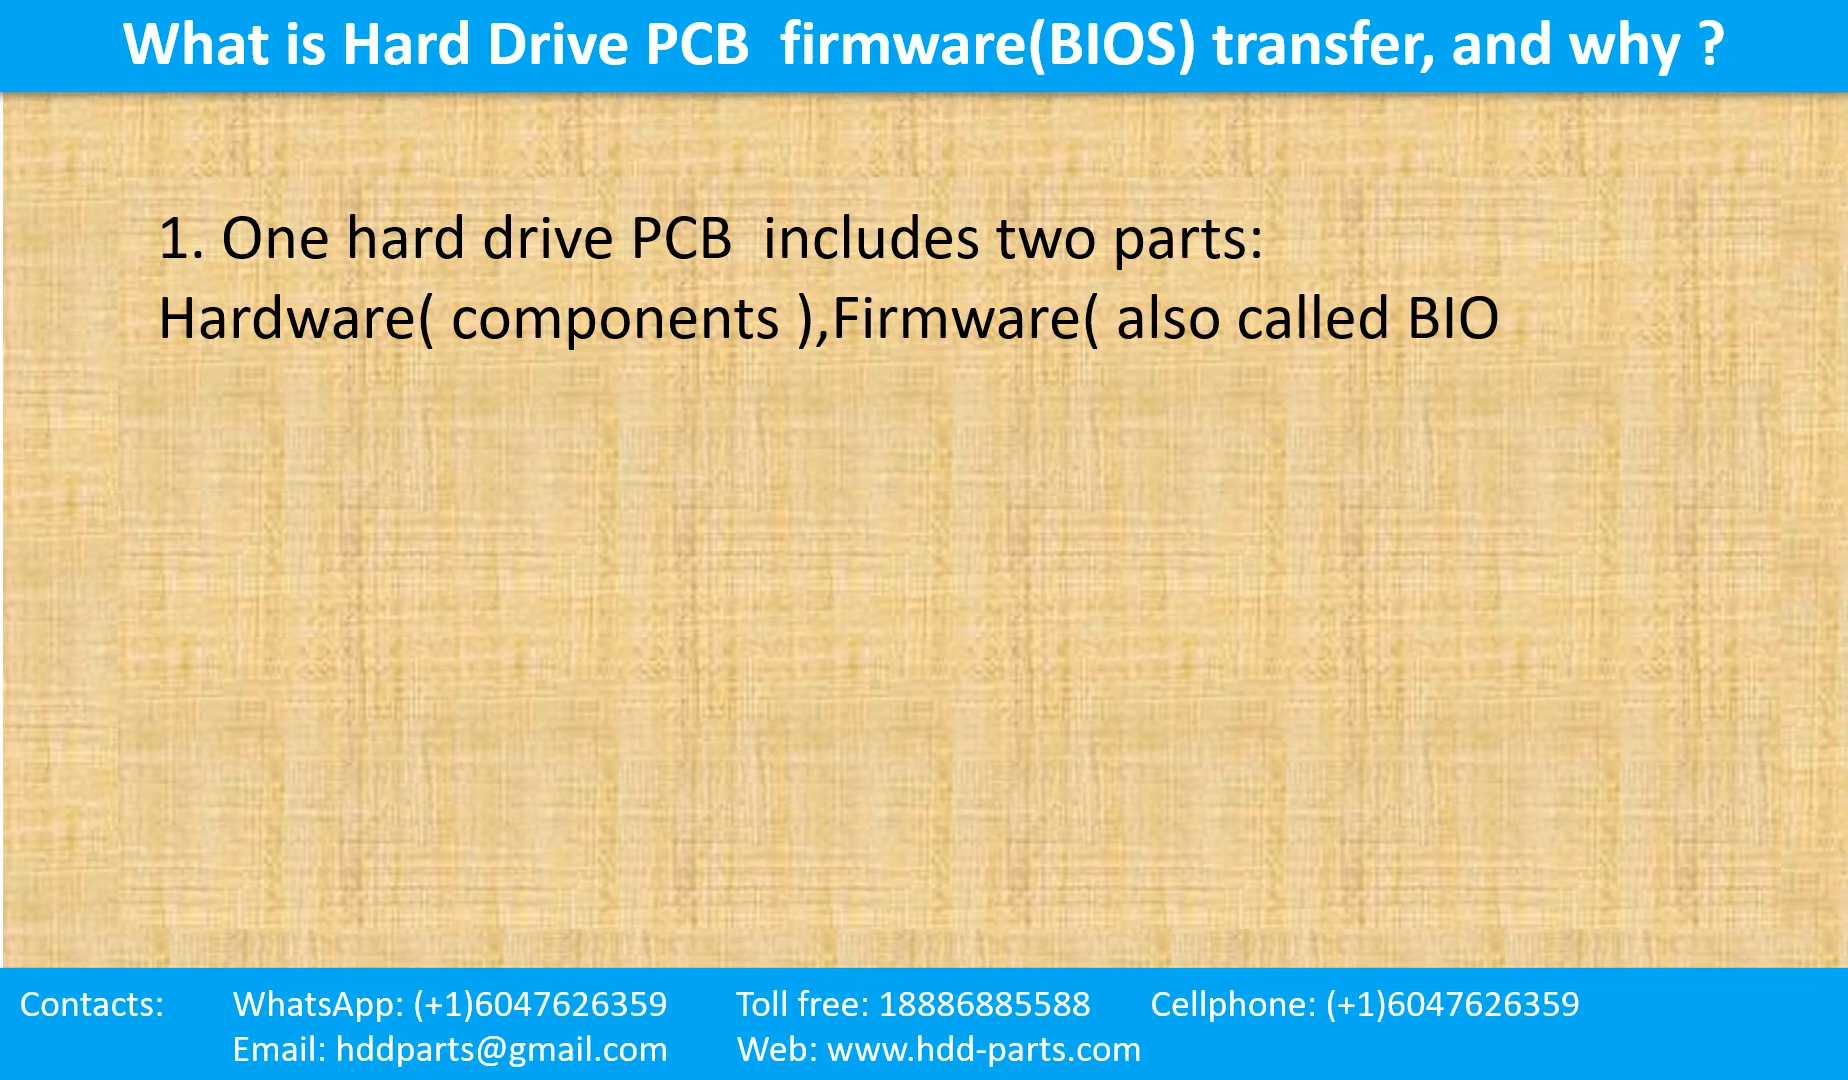 What is Hard Drive PCB  firmware(BIOS) transfer, and why ?
1. One hard drive PCB  includes two parts:
Hardware( components ),Firmware( also called BIO
Contacts: WhatsApp: (+1)6047626359 Toll free: 18886885588 Cellphone: (+1)6047626359
Email: hddparts@gmail.com Web: www.hdd-parts.com